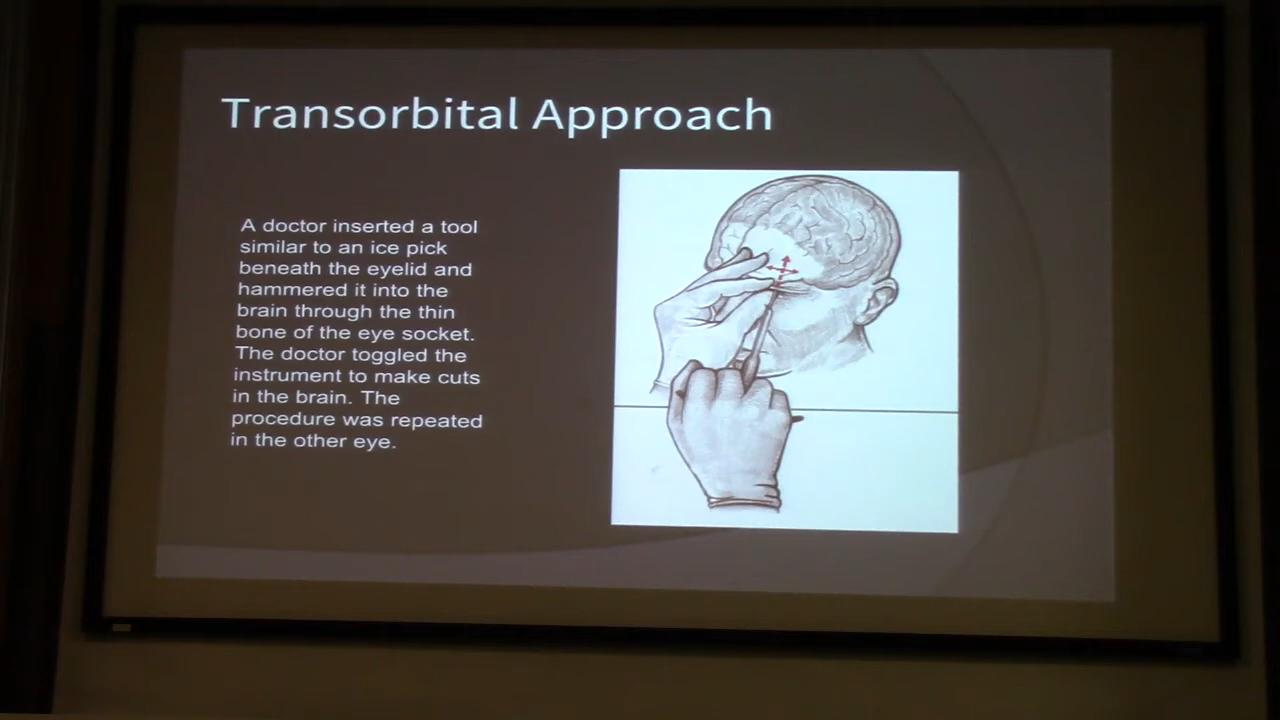 Transorbital Approach
A doctor inserted a tool
similar to an ice pick
beneath the eyelid and
hammered it into the
brain through the thin
bone of the eye socket.
The doctor toggled the
instrument to make cuts
in the brain. The
procedure was repeated
in the other eye.